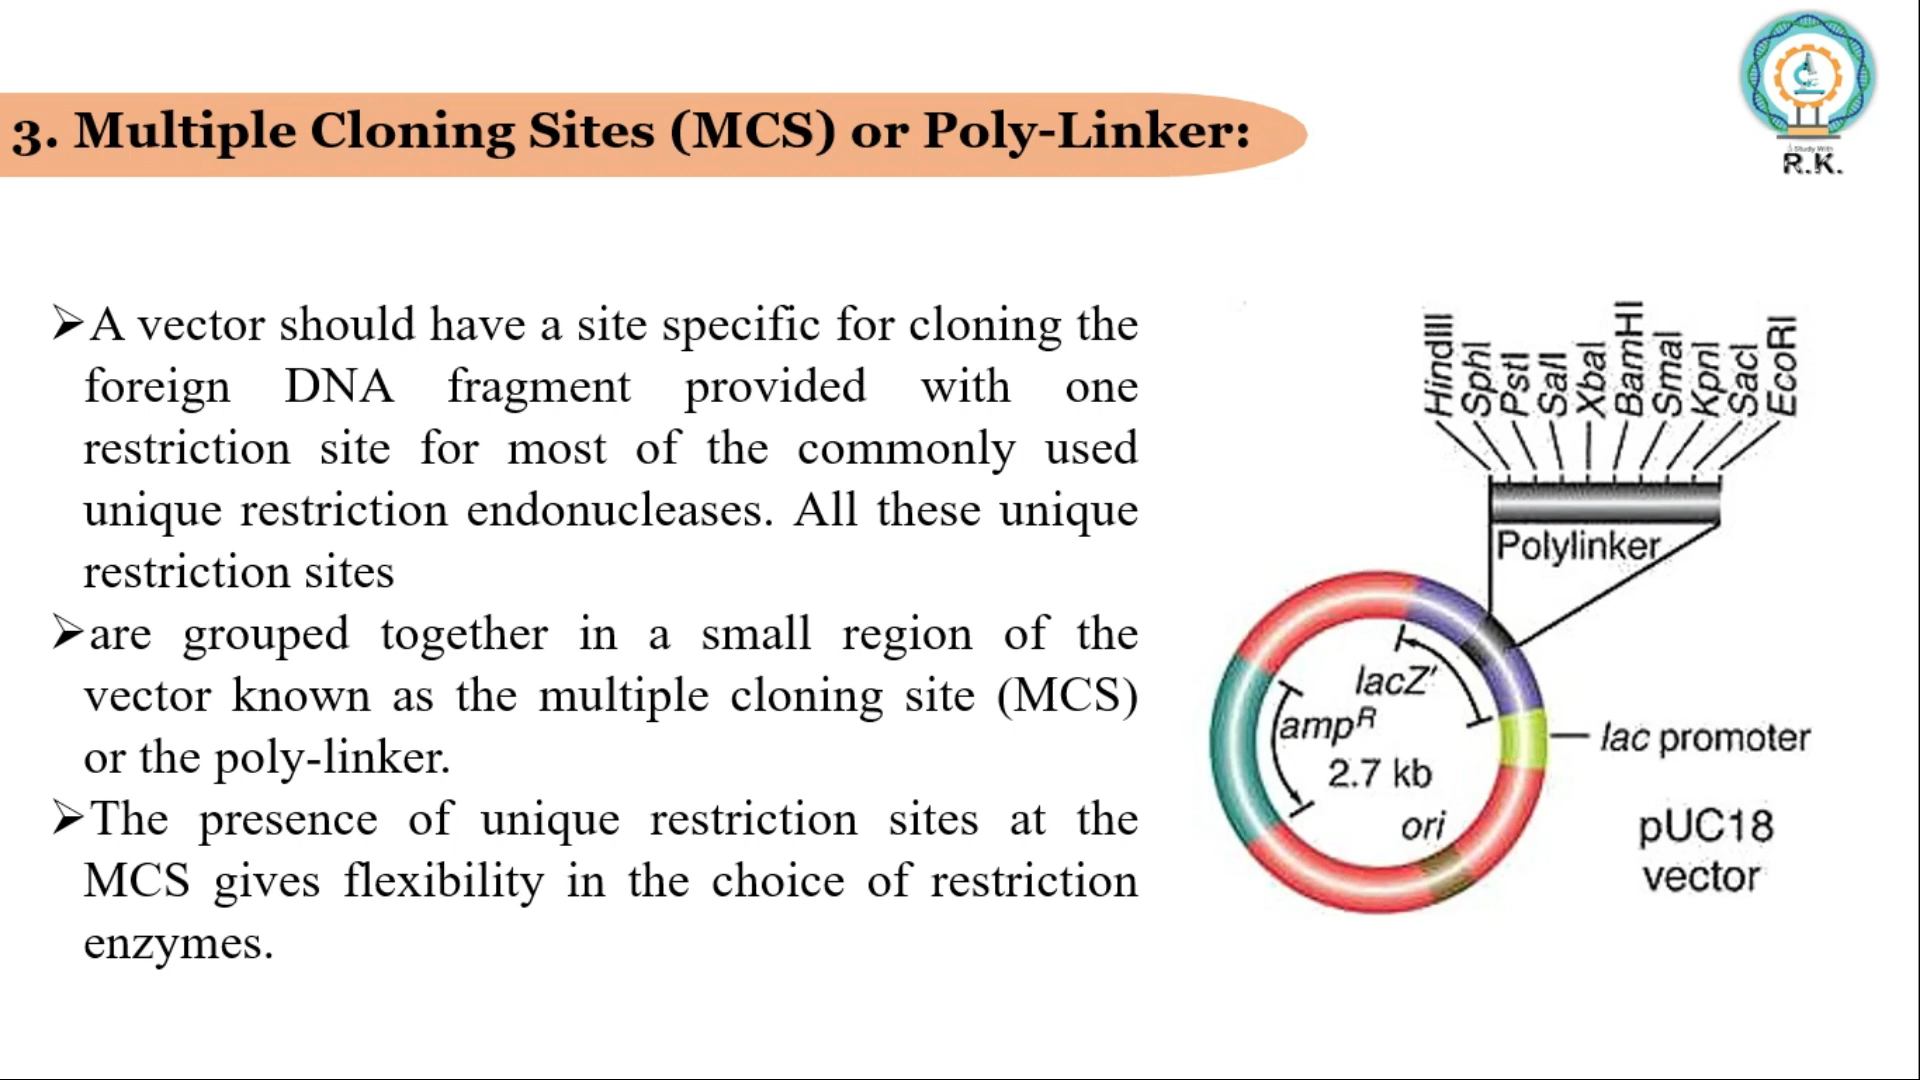 3. Multiple Cloning Sites (MCS) or Poly-Linker:
Study With
R.K.
➢A vector should have a site specific for cloning the
foreign DNA fragment provided with one
restriction site for most of the commonly used
unique restriction endonucleases. All these unique
restriction sites
➢are grouped together in a small region of the
vector known as the multiple cloning site (MCS)
or the poly-linker.
➢The presence of unique restriction sites at the
MCS gives flexibility in the choice of restriction
enzymes.
HindIII
SphI
PstI
SalI
XbaI
BamHI
SmaI
KpnI
SacI
EcoRI
Polylinker
lacZ'
ampR
2.7 kb
ori
lac promoter
pUC18
vector